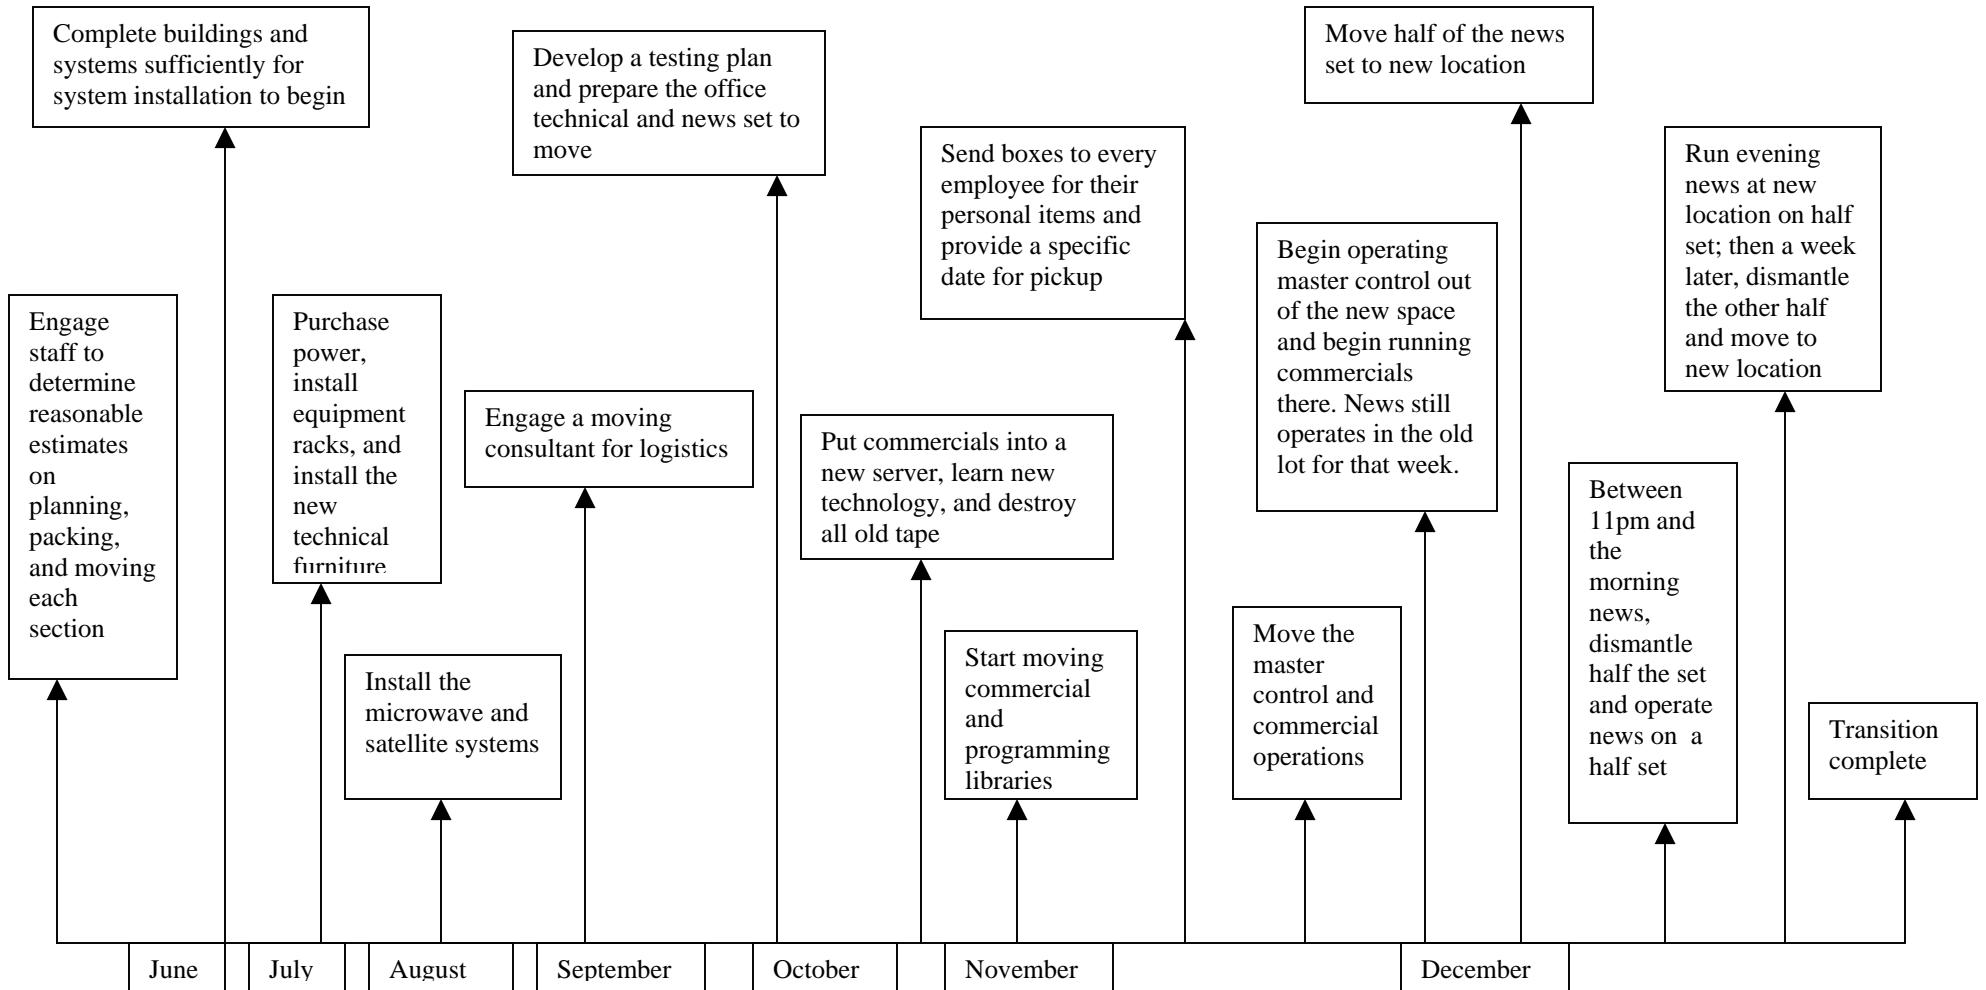 Complete buildings and
systems sufficiently for
system installation to begin
Develop a testing plan
and prepare the office
technical and news set to
move
Move half of the news
set to new location
Send boxes to every
employee for their
personal items and
provide a specific
date for pickup
Run evening
news at new
location on half
set; then a week
later, dismantle
the other half
and move to
new location
Begin operating
master control out
of the new space
and begin running
commercials
there. News still
operates in the old
lot for that week.
Engage
staff to
determine
reasonable
estimates
on
planning,
packing,
and moving
each
section
Purchase
power,
install
equipment
racks, and
install the
new
technical
furniture
Engage a moving
consultant for logistics
Put commercials into a
new server, learn new
technology, and destroy
all old tape
Between
11pm and
the
morning
news,
dismantle
half the set
and operate
news on a
half set
Install the
microwave and
satellite systems
Start moving
commercial
and
programming
libraries
Move the
master
control and
commercial
operations
Transition
complete
June
July
August
September
October
November
December